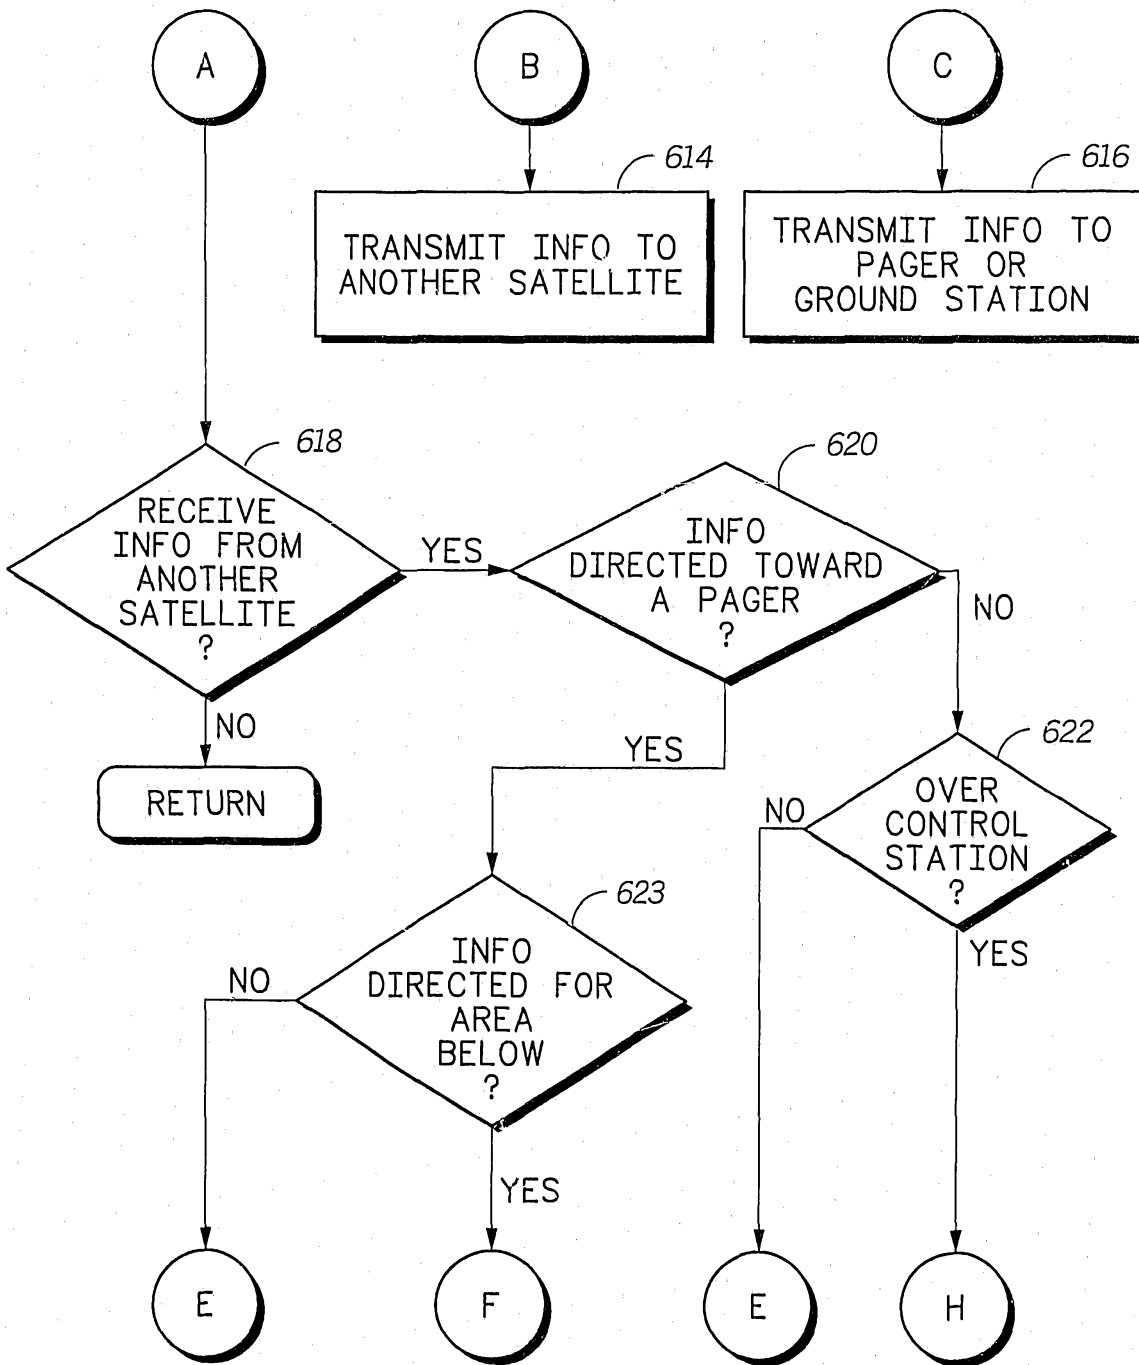 A
B
C
614
616
TRANSMIT INFO TO
ANOTHER SATELLITE
TRANSMIT INFO TO
PAGER OR
GROUND STATION
618
RECEIVE
INFO FROM
ANOTHER
SATELLITE
?
YES
620
INFO
DIRECTED TOWARD
A PAGER
?
NO
NO
RETURN
YES
622
OVER
CONTROL
STATION
?
NO
YES
623
INFO
DIRECTED FOR
AREA
BELOW
?
NO
YES
E
F
E
H